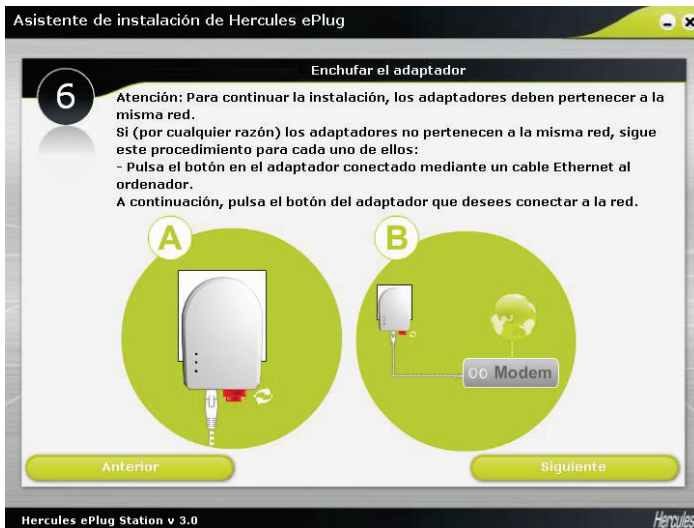 Asistente de instalación de Hercules ePlug
Enchufar el adaptador
6
Atención: Para continuar la instalación, los adaptadores deben pertenecer a la
misma red.
Si (por cualquier razón) los adaptadores no pertenecen a la misma red, sigue
este procedimiento para cada uno de ellos:
- Pulsa el botón en el adaptador conectado mediante un cable Ethernet al
ordenador.
A continuación, pulsa el botón del adaptador que desees conectar a la red.
A
B
Modem
Anterior
Siguiente
Hercules ePlug Station v 3.0
Hercules